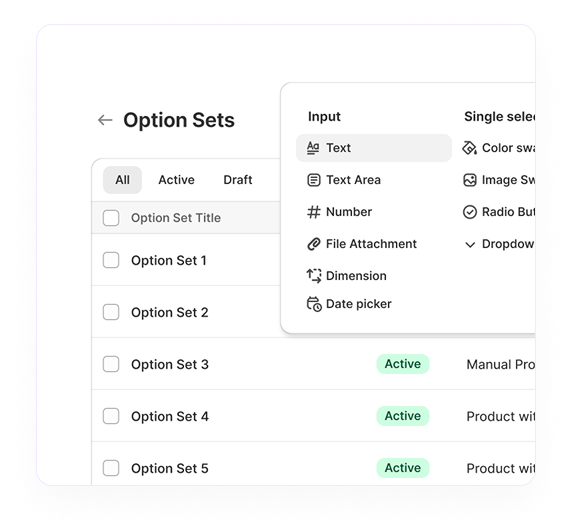 Option Sets
All
Active
Draft
Option Set Title
Option Set 1
Option Set 2
Option Set 3
Active
Manual Pro
Option Set 4
Active
Product wit
Option Set 5
Active
Product wit
Input
Aa Text
Text Area
Number
File Attachment
Dimension
Date picker
Single selec
Color swa
Image Sw
Radio But
Dropdow